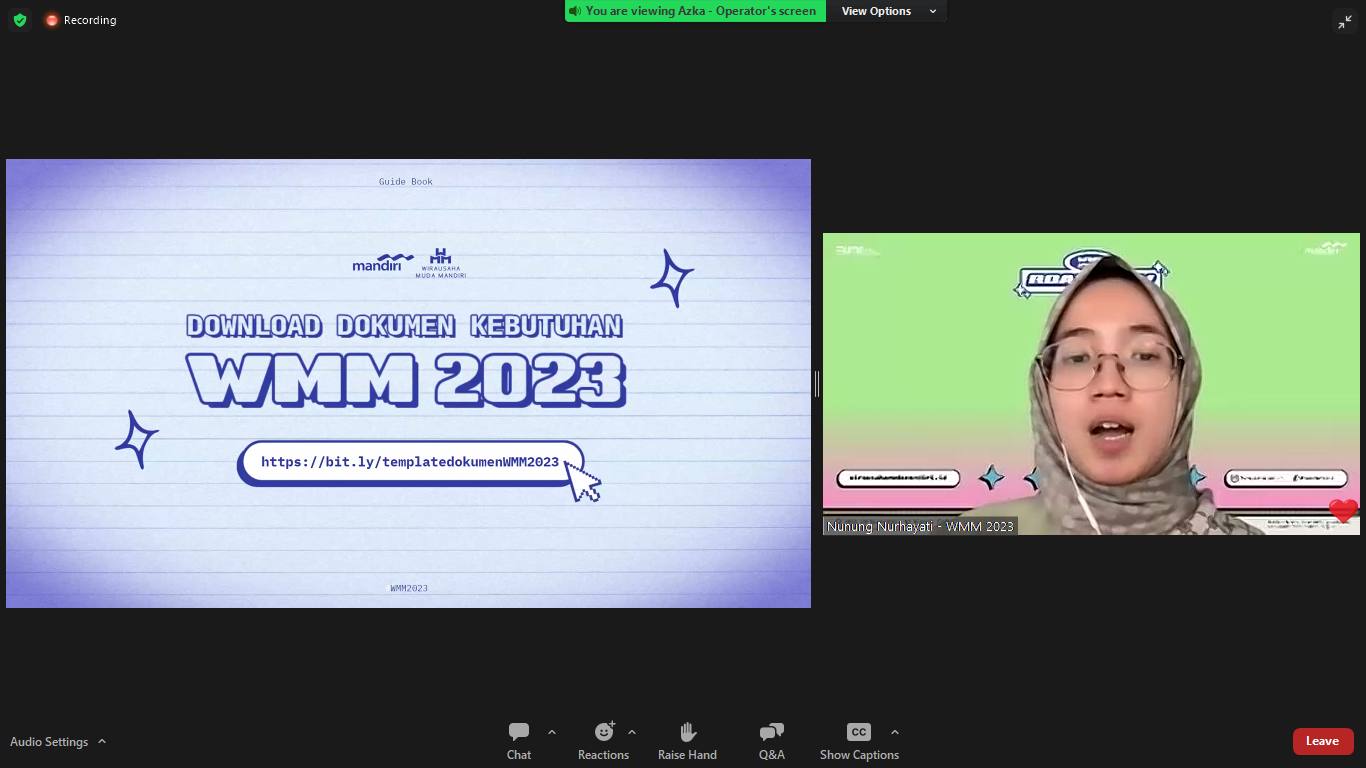 Recording
You are viewing Azka - Operator's screen
View Options
Guide Book
mandiri
WIRAUSAHA
MUDA MANDIRI
DOWNLOAD DOKUMEN KEBUTUHAN
WMM 2023
https://bit.ly/templatedokumenWMM2023
WMM2023
mandiri
Nunung Nurhayati - WMM 2023
Audio Settings
Chat
Reactions
Raise Hand
Q&A
CC
Show Captions
Leave